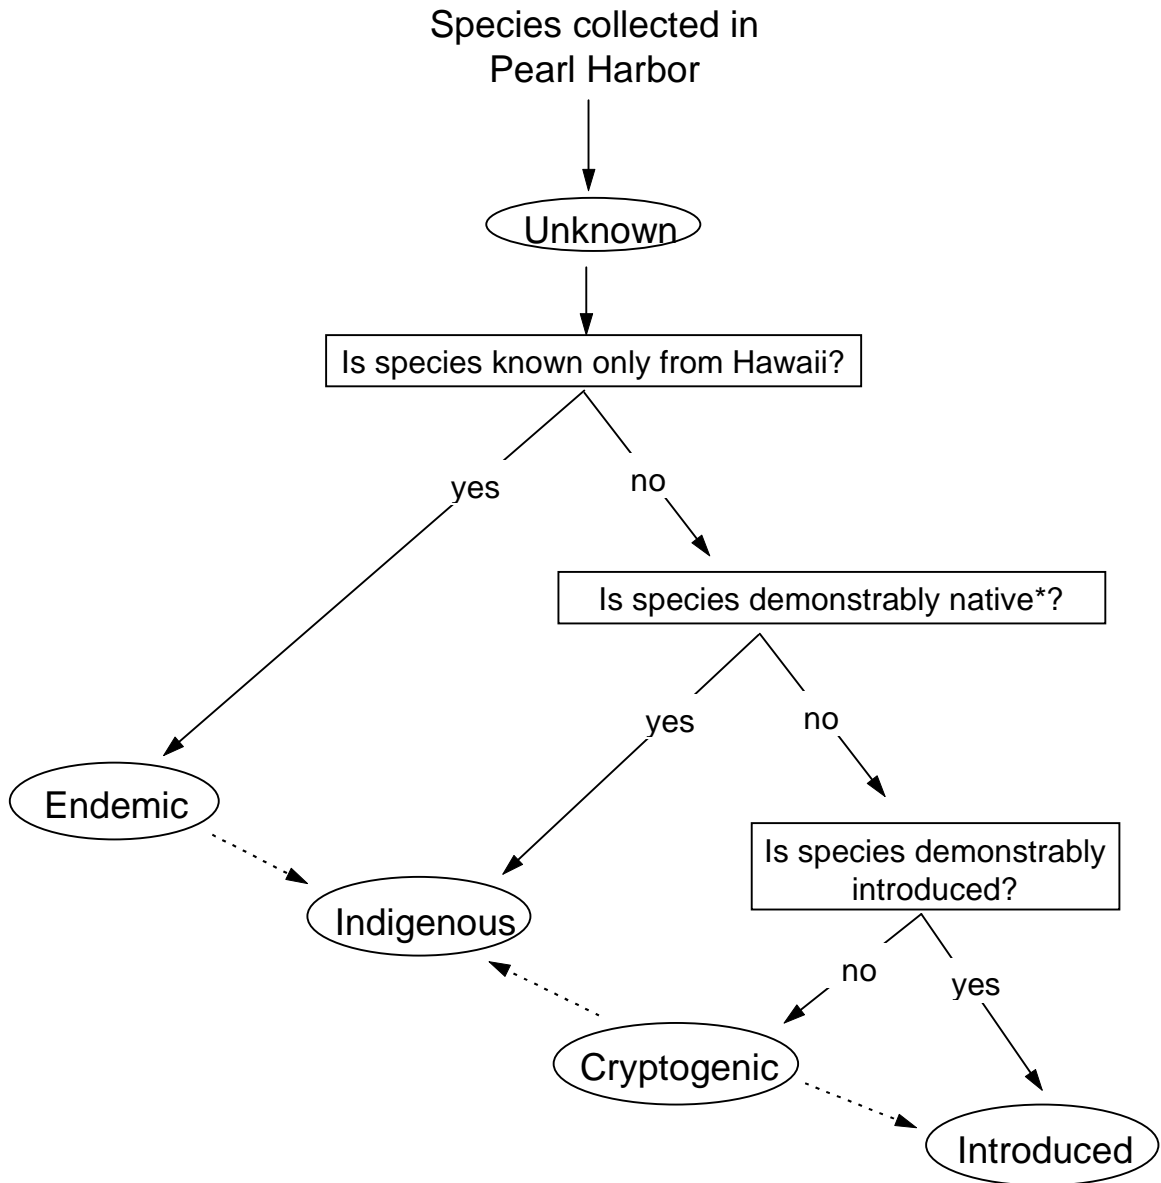 Species collected in
Pearl Harbor
Unknown
Is species known only from Hawaii?
yes
no
Is species demonstrably native*?
yes
no
Endemic
Is species demonstrably
introduced?
Indigenous
no
yes
Cryptogenic
Introduced